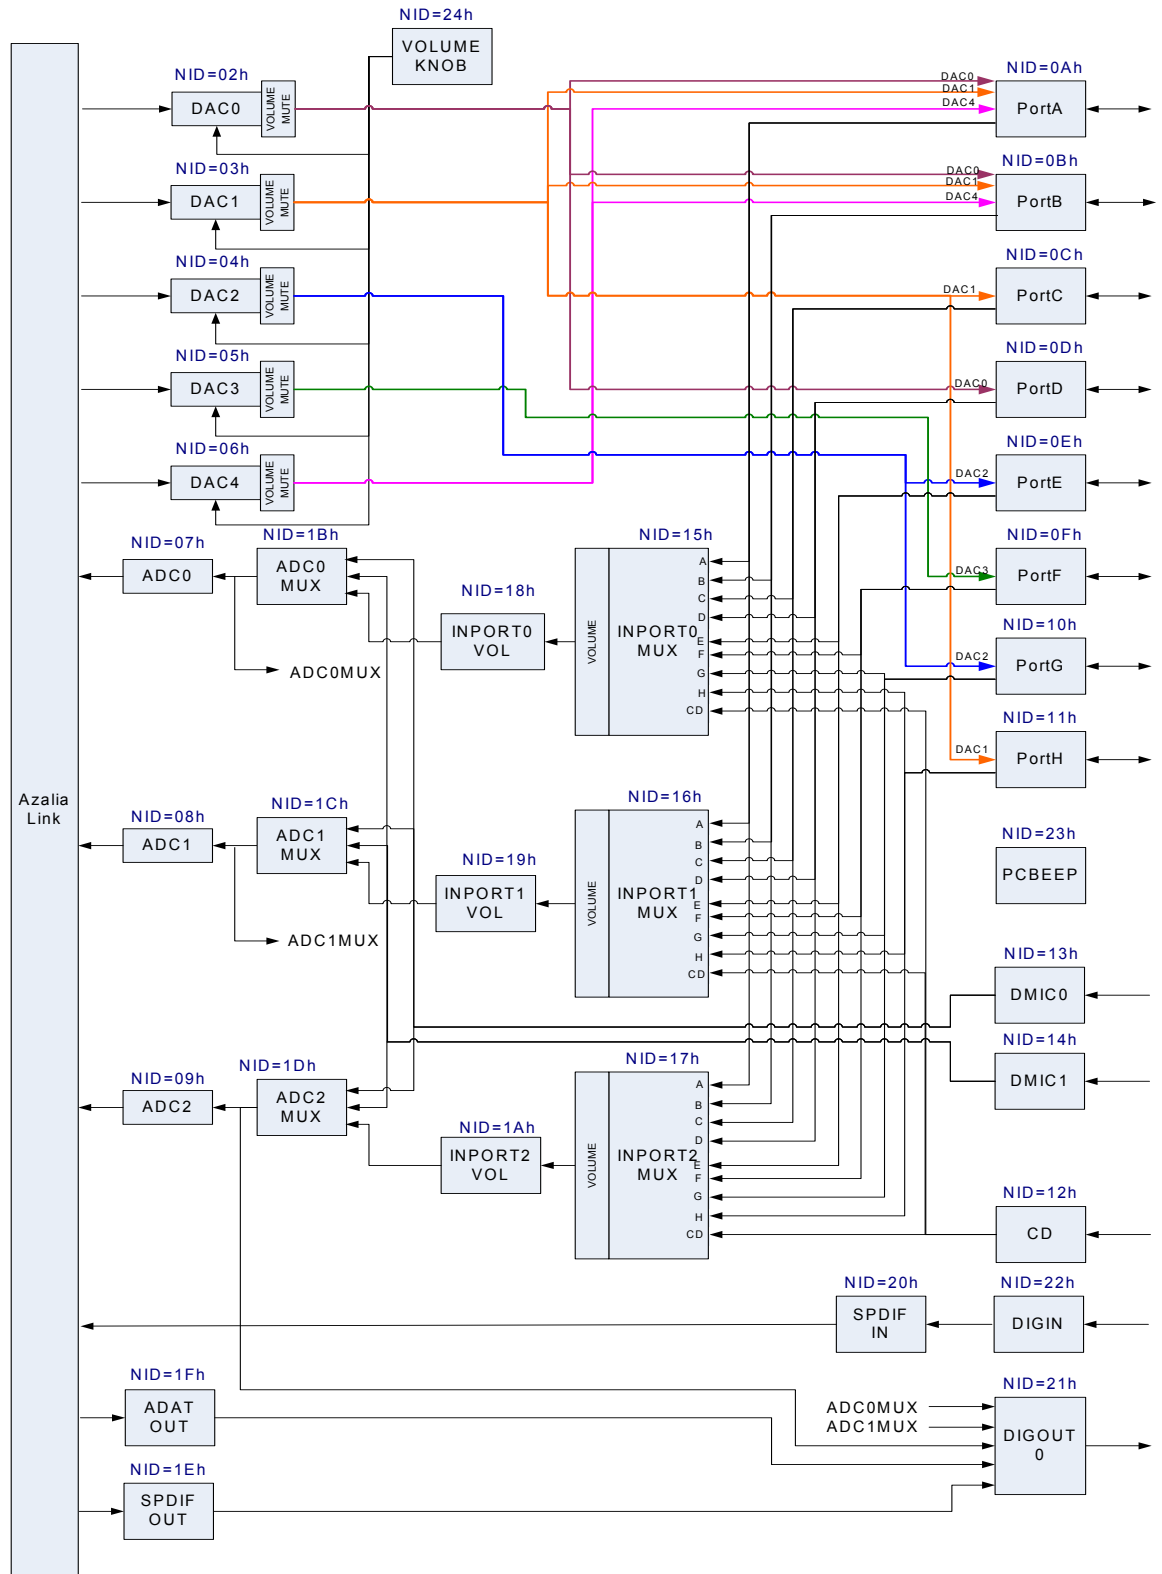 NID=24h
VOLUME
KNOB
NID=02h
DAC0
VOLUME
MUTE
NID=03h
DAC1
VOLUME
MUTE
NID=04h
DAC2
VOLUME
MUTE
NID=05h
DAC3
VOLUME
MUTE
NID=06h
DAC4
VOLUME
MUTE
NID=0Ah
DAC0
DAC1
DAC4
PortA
NID=0Bh
DAC0
DAC1
DAC4
PortB
NID=0Ch
DAC1
PortC
NID=0Dh
DAC0
PortD
NID=0Eh
DAC2
PortE
NID=0Fh
DAC3
PortF
NID=10h
DAC2
PortG
NID=11h
DAC1
PortH
NID=07h
ADC0
NID=1Bh
ADC0
MUX
ADC0MUX
NID=18h
INPORT0
VOL
NID=15h
VOLUME
INPORT0
MUX
A
B
C
D
E
F
G
H
CD
Azalia
Link
NID=08h
ADC1
NID=1Ch
ADC1
MUX
ADC1MUX
NID=19h
INPORT1
VOL
NID=16h
VOLUME
INPORT1
MUX
A
B
C
D
E
F
G
H
CD
NID=23h
PCBEEP
NID=13h
DMIC0
NID=14h
DMIC1
NID=09h
ADC2
NID=1Dh
ADC2
MUX
NID=1Ah
INPORT2
VOL
NID=17h
VOLUME
INPORT2
MUX
A
B
C
D
E
F
G
H
CD
NID=12h
CD
NID=20h
SPDIF
IN
NID=22h
DIGIN
NID=1Fh
ADAT
OUT
NID=21h
ADC0MUX
ADC1MUX
DIGOUT
0
NID=1Eh
SPDIF
OUT